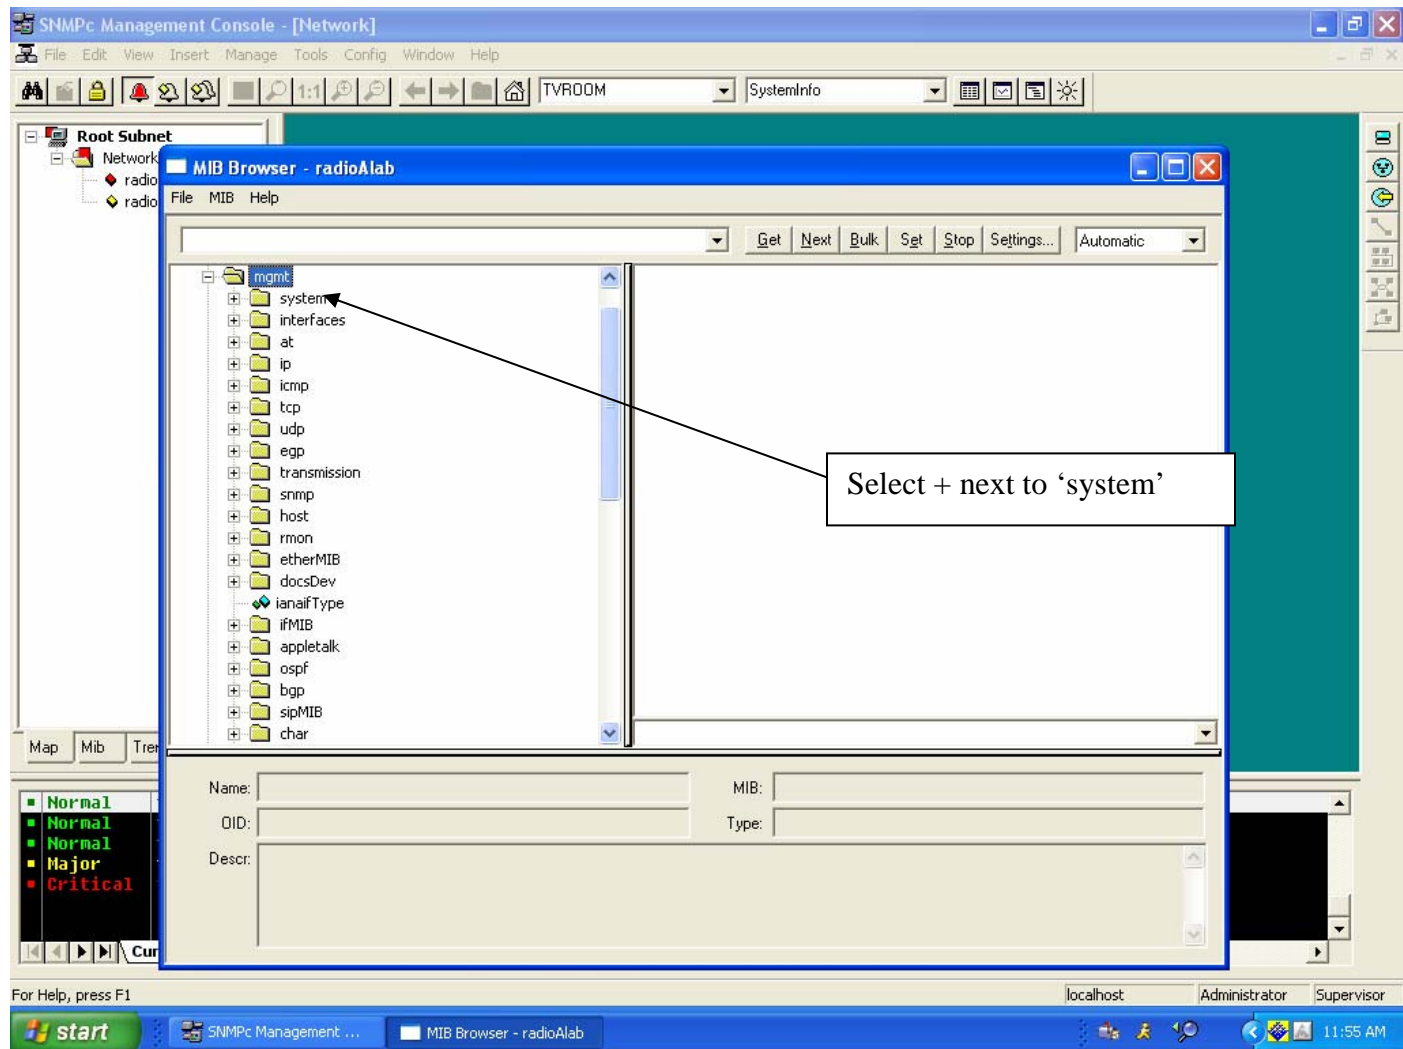 SNMPc Management Console - [Network]
File Edit View Insert Manage Tools Config Window Help
1:1 TVROOM SystemInfo
Root Subnet
Network
radio
radio
MIB Browser - radioAlab
File MIB Help
Get Next Bulk Set Stop Settings... Automatic
mgmt
system
interfaces
at
ip
icmp
tcp
udp
egp
transmission
Select + next to ‘system’
snmp
host
rmon
etherMIB
docsDev
ianaifType
ifMIB
appletalk
ospf
bgp
sipMIB
char
Map Mib Tre
Name: MIB:
OID: Type:
Descr:
Normal
Normal
Normal
Major
Critical
Cur
For Help, press F1 localhost Administrator Supervisor
start SNMPc Management ... MIB Browser - radioAlab 11:55 AM